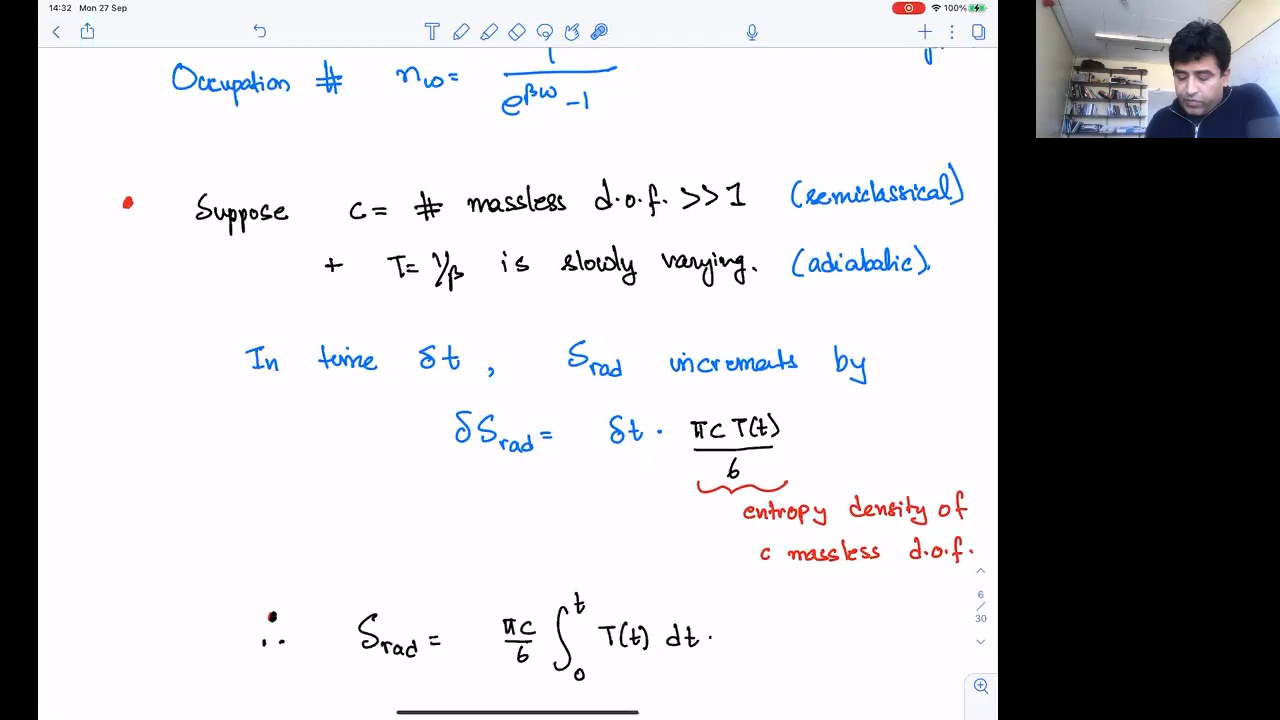 14:32 Mon 27 Sep
100%
1
Occupation # nω = 
e^{βω} - 1
Suppose c = # massless d.o.f. >> 1 (semiclassical)
+ T = 1/β is slowly varying. (adiabatic).
In time δt, S_rad increments by
δS_rad = δt · πc T(t)
6
entropy density of
c massless d.o.f.
6
/
30
∴ S_rad = πc/6 ∫_0^t T(t) dt.